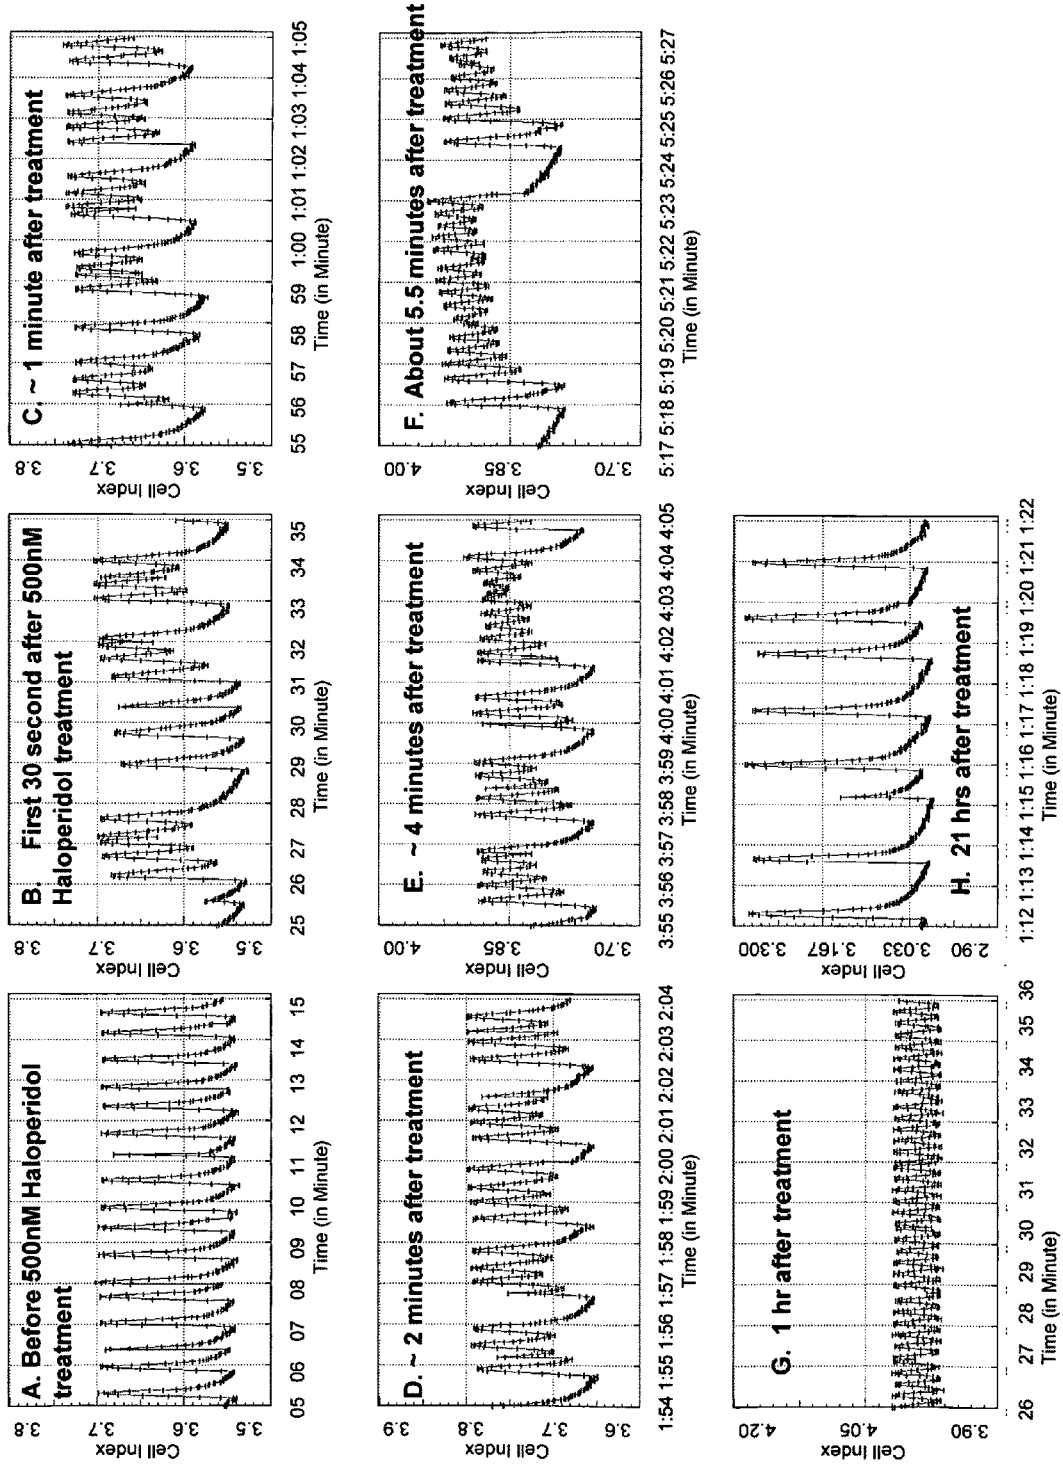 A. Before 500nM Haloperidol
treatment
Cell Index
3.8
3.7
3.6
3.5
05 06 07 08 09 10 11 12 13 14 15
Time (in Minute)
B. First 30 second after 500nM
Haloperidol treatment
Cell Index
3.8
3.7
3.6
3.5
25 26 27 28 29 30 31 32 33 34 35
Time (in Minute)
C. ~ 1 minute after treatment
Cell Index
3.8
3.7
3.6
3.5
55 56 57 58 59 1:00 1:01 1:02 1:03 1:04 1:05
Time (in Minute)
D. ~ 2 minutes after treatment
Cell Index
3.9
3.8
3.7
3.6
1:54 1:55 1:56 1:57 1:58 1:59 2:00 2:01 2:02 2:03 2:04
Time (in Minute)
E. ~ 4 minutes after treatment
Cell Index
4.00
3.85
3.70
3:55 3:56 3:57 3:58 3:59 4:00 4:01 4:02 4:03 4:04 4:05
Time (in Minute)
F. About 5.5 minutes after treatment
Cell Index
4.00
3.85
3.70
5:17 5:18 5:19 5:20 5:21 5:22 5:23 5:24 5:25 5:26 5:27
Time (in Minute)
G. 1 hr after treatment
Cell Index
4.20
4.05
3.90
26 27 28 29 30 31 32 33 34 35 36
Time (in Minute)
H. 21 hrs after treatment
Cell Index
3.300
3.167
3.033
2.90
1:12 1:13 1:14 1:15 1:16 1:17 1:18 1:19 1:20 1:21 1:22
Time (in Minute)